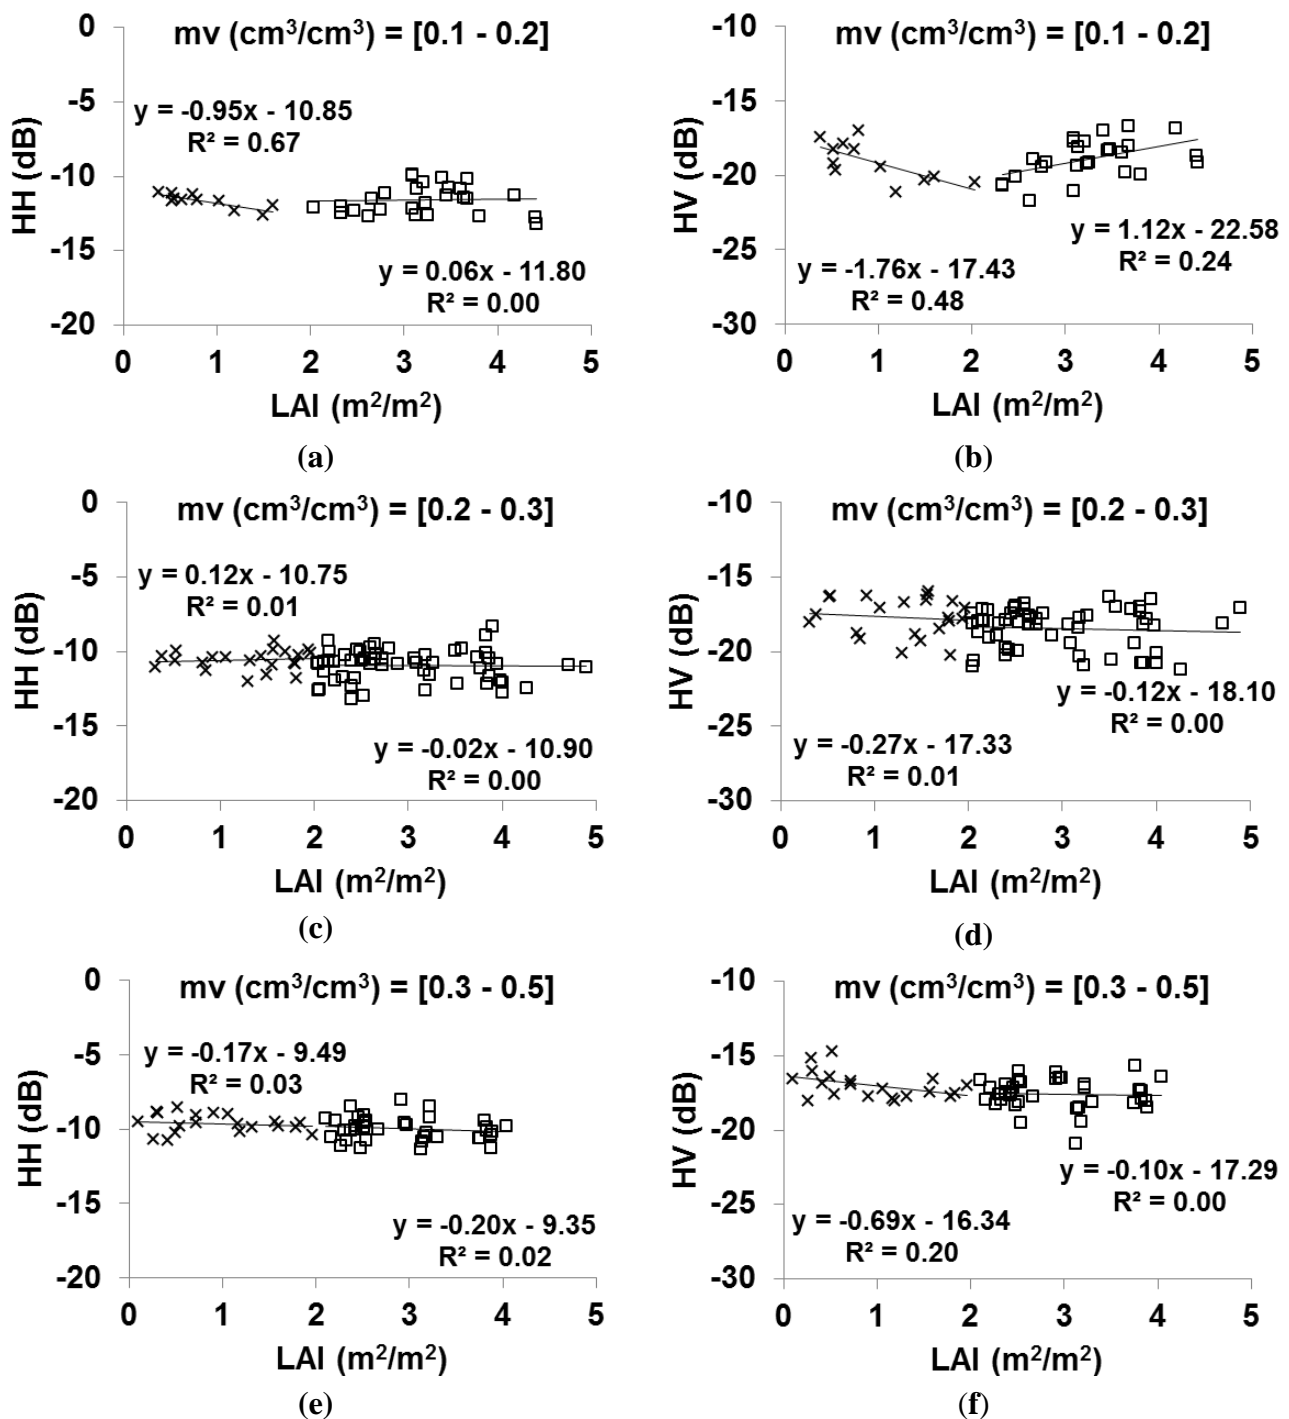 mv (cm³/cm³) = [0.1 - 0.2]
y = -0.95x - 10.85
R² = 0.67
y = 0.06x - 11.80
R² = 0.00
HH (dB)
0
-5
-10
-15
-20
0 1 2 3 4 5
LAI (m²/m²)
(a)
mv (cm³/cm³) = [0.1 - 0.2]
y = 1.12x - 22.58
R² = 0.24
y = -1.76x - 17.43
R² = 0.48
HV (dB)
-10
-15
-20
-25
-30
0 1 2 3 4 5
LAI (m²/m²)
(b)
mv (cm³/cm³) = [0.2 - 0.3]
y = 0.12x - 10.75
R² = 0.01
y = -0.02x - 10.90
R² = 0.00
HH (dB)
0
-5
-10
-15
-20
0 1 2 3 4 5
LAI (m²/m²)
(c)
mv (cm³/cm³) = [0.2 - 0.3]
y = -0.12x - 18.10
R² = 0.00
y = -0.27x - 17.33
R² = 0.01
HV (dB)
-10
-15
-20
-25
-30
0 1 2 3 4 5
LAI (m²/m²)
(d)
mv (cm³/cm³) = [0.3 - 0.5]
y = -0.17x - 9.49
R² = 0.03
y = -0.20x - 9.35
R² = 0.02
HH (dB)
0
-5
-10
-15
-20
0 1 2 3 4 5
LAI (m²/m²)
(e)
mv (cm³/cm³) = [0.3 - 0.5]
y = -0.10x - 17.29
R² = 0.00
y = -0.69x - 16.34
R² = 0.20
HV (dB)
-10
-15
-20
-25
-30
0 1 2 3 4 5
LAI (m²/m²)
(f)